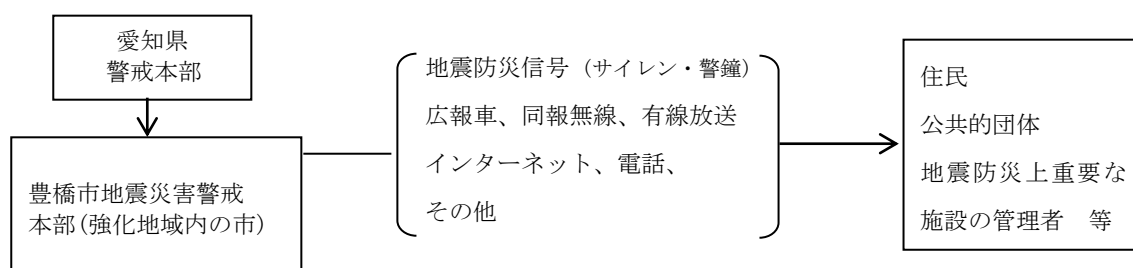 愛知県
警戒本部
豊橋市地震災害警戒
本部(強化地域内の市)
地震防災信号（サイレン・警鐘）
広報車、同報無線、有線放送
インターネット、電話、
その他
住民
公共的団体
地震防災上重要な
施設の管理者　等